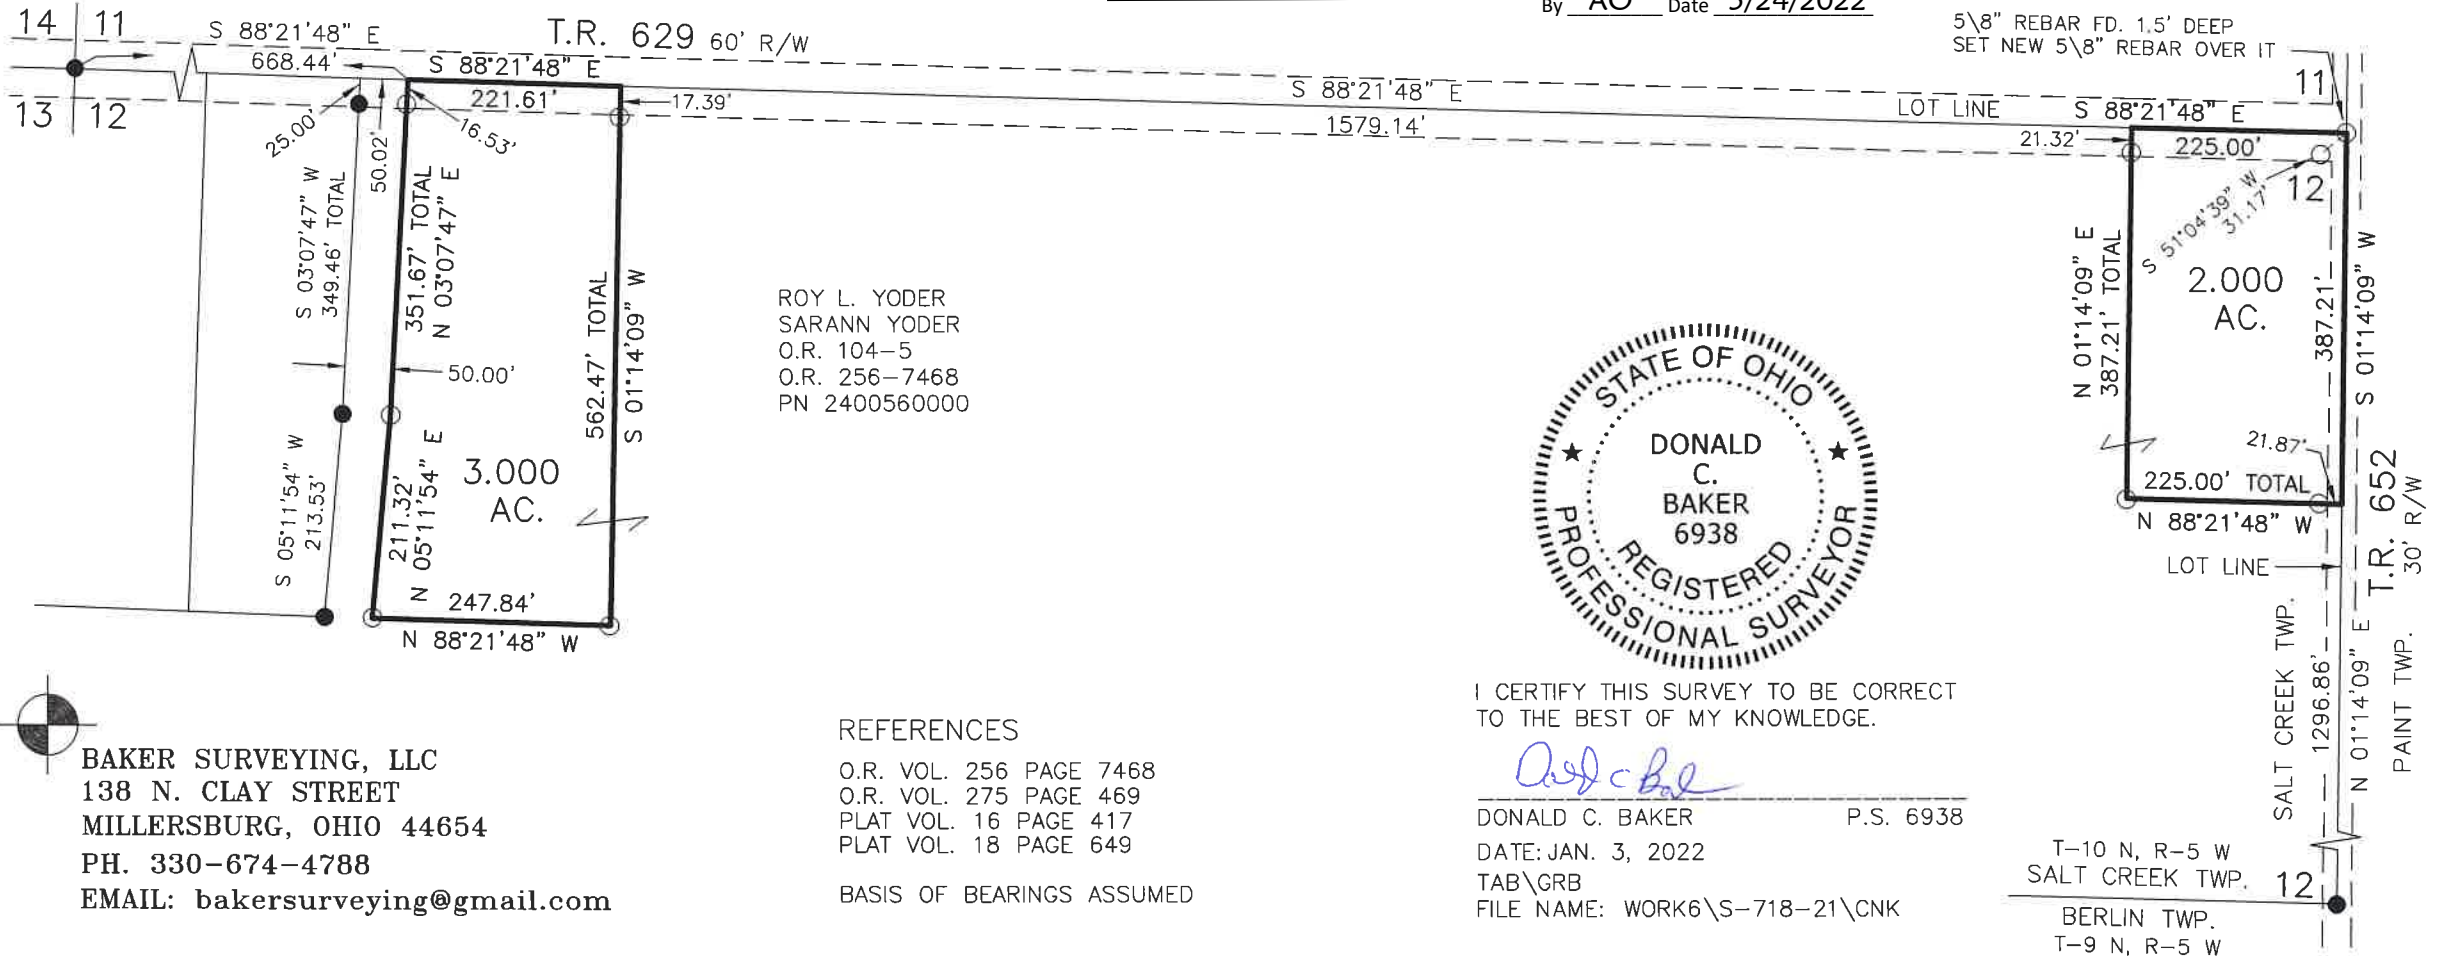 By AO Date 5/24/2022
14 11
13 12
S 88°21'48" E
668.44'
T.R. 629 60' R/W
S 88°21'48" E
221.61'
17.39'
25.00'
50.02'
16.53'
S 03°07'47" W
349.46' TOTAL
351.67' TOTAL
N 03°07'47" E
50.00'
562.47' TOTAL
S 01°14'09" W
S 05°11'54" W
213.53'
211.32'
N 05°11'54" E
3.000
AC.
247.84'
N 88°21'48" W
ROY L. YODER
SARANN YODER
O.R. 104-5
O.R. 256-7468
PN 2400560000
S 88°21'48" E
1579.14'
5\8" REBAR FD. 1.5' DEEP
SET NEW 5\8" REBAR OVER IT
11
LOT LINE
S 88°21'48" E
21.32'
225.00'
12
S 51°04'39" W
31.17'
N 01°14'09" E
387.21' TOTAL
2.000
AC.
387.21'
S 01°14'09" W
21.87'
225.00' TOTAL
N 88°21'48" W
LOT LINE
T.R. 652
30' R/W
SALT CREEK TWP.
1296.86'
N 01°14'09" E
PAINT TWP.
T-10 N, R-5 W
SALT CREEK TWP.
12
BERLIN TWP.
T-9 N, R-5 W
STATE OF OHIO
DONALD
C.
BAKER
6938
REGISTERED
PROFESSIONAL SURVEYOR
I CERTIFY THIS SURVEY TO BE CORRECT
TO THE BEST OF MY KNOWLEDGE.
DONALD C. BAKER P.S. 6938
DATE: JAN. 3, 2022
TAB\GRB
FILE NAME: WORK6\S-718-21\CNK
REFERENCES
O.R. VOL. 256 PAGE 7468
O.R. VOL. 275 PAGE 469
PLAT VOL. 16 PAGE 417
PLAT VOL. 18 PAGE 649
BASIS OF BEARINGS ASSUMED
BAKER SURVEYING, LLC
138 N. CLAY STREET
MILLERSBURG, OHIO 44654
PH. 330-674-4788
EMAIL: bakersurveying@gmail.com